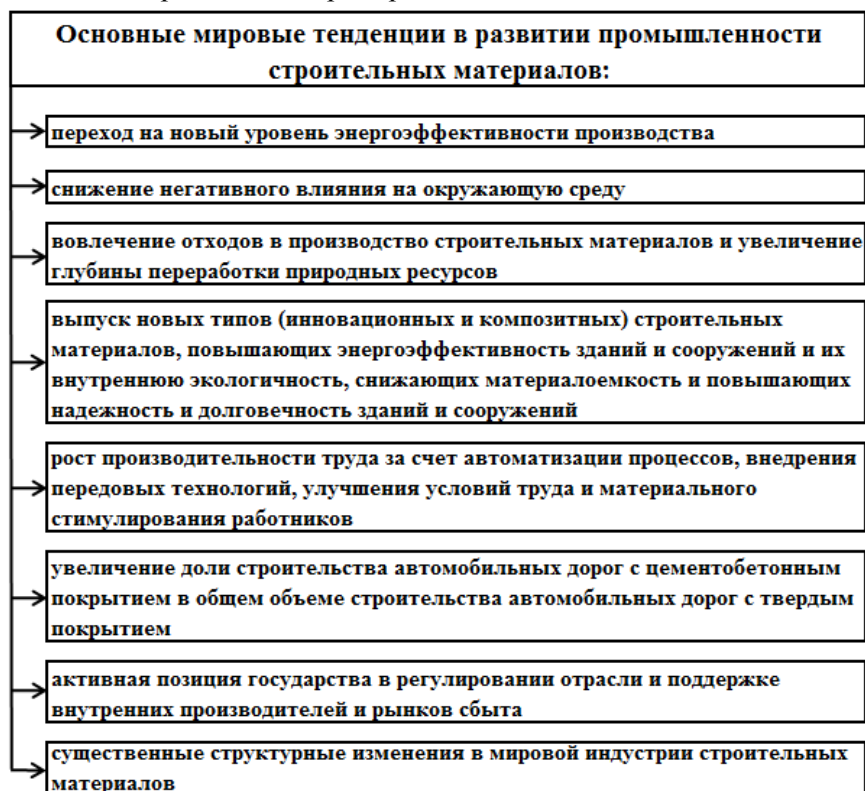 Основные мировые тенденции в развитии промышленности
строительных материалов:
переход на новый уровень энергоэффективности производства
снижение негативного влияния на окружающую среду
вовлечение отходов в производство строительных материалов и увеличение
глубины переработки природных ресурсов
выпуск новых типов (инновационных и композитных) строительных
материалов, повышающих энергоэффективность зданий и сооружений и их
внутреннюю экологичность, снижающих материалоемкость и повышающих
надежность и долговечность зданий и сооружений
рост производительности труда за счет автоматизации процессов, внедрения
передовых технологий, улучшения условий труда и материального
стимулирования работников
увеличение доли строительства автомобильных дорог с цементобетонным
покрытием в общем объеме строительства автомобильных дорог с твердым
покрытием
активная позиция государства в регулировании отрасли и поддержке
внутренних производителей и рынков сбыта
существенные структурные изменения в мировой индустрии строительных
материалов